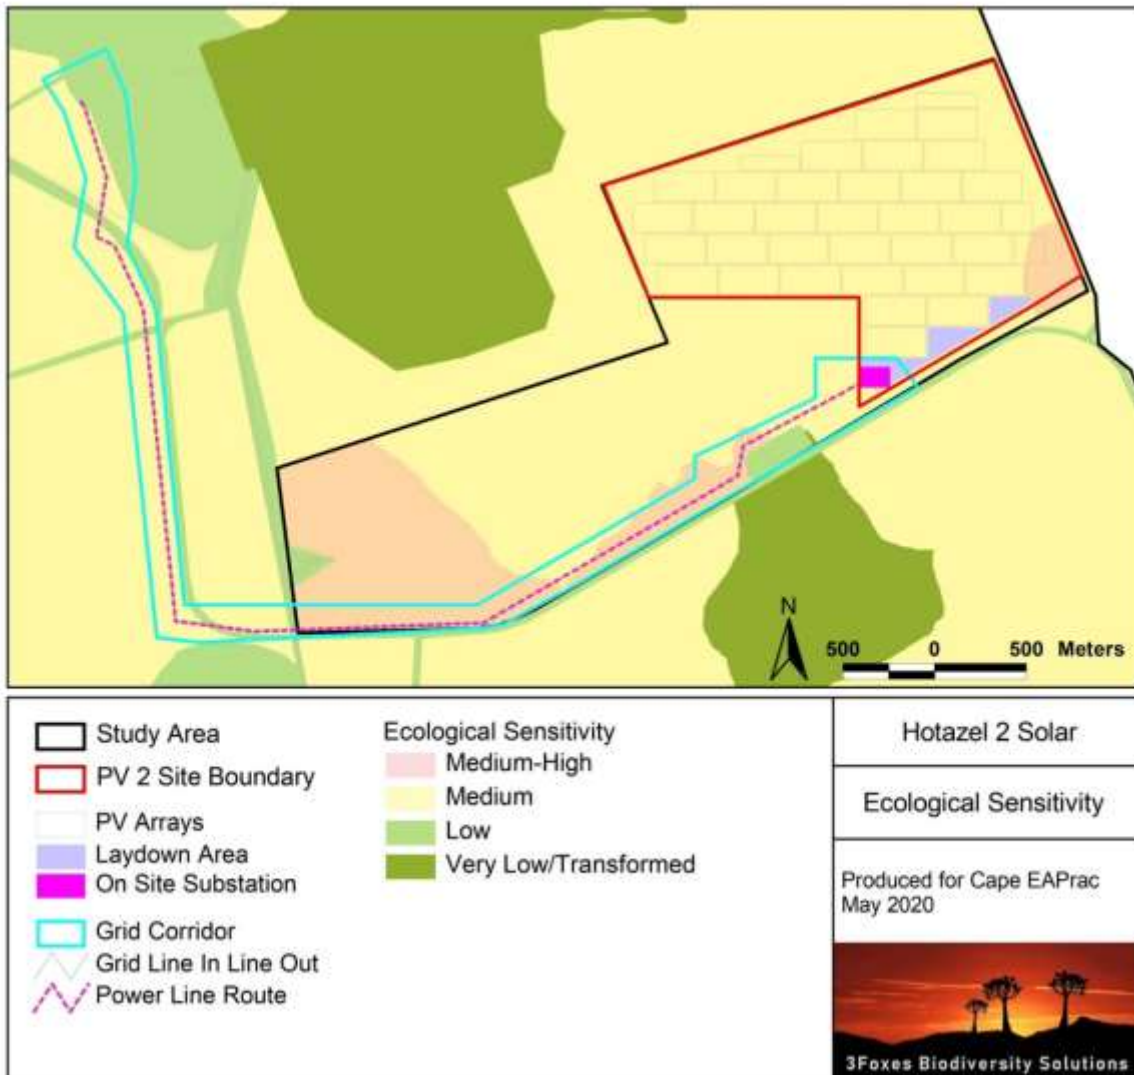 N
500 0 500 Meters
Study Area
PV 2 Site Boundary
PV Arrays
Laydown Area
On Site Substation
Grid Corridor
Grid Line In Line Out
Power Line Route
Ecological Sensitivity
Medium-High
Medium
Low
Very Low/Transformed
Hotazel 2 Solar
Ecological Sensitivity
Produced for Cape EAPrac
May 2020
3Foxes Biodiversity Solutions